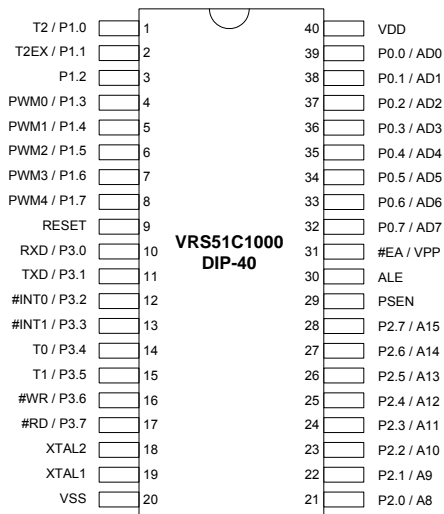 T2 / P1.0 1 40 VDD
T2EX / P1.1 2 39 P0.0 / AD0
P1.2 3 38 P0.1 / AD1
PWM0 / P1.3 4 37 P0.2 / AD2
PWM1 / P1.4 5 36 P0.3 / AD3
PWM2 / P1.5 6 35 P0.4 / AD4
PWM3 / P1.6 7 34 P0.5 / AD5
PWM4 / P1.7 8 33 P0.6 / AD6
RESET 9 32 P0.7 / AD7
VRS51C1000
DIP-40
RXD / P3.0 10 31 #EA / VPP
TXD / P3.1 11 30 ALE
#INT0 / P3.2 12 29 PSEN
#INT1 / P3.3 13 28 P2.7 / A15
T0 / P3.4 14 27 P2.6 / A14
T1 / P3.5 15 26 P2.5 / A13
#WR / P3.6 16 25 P2.4 / A12
#RD / P3.7 17 24 P2.3 / A11
XTAL2 18 23 P2.2 / A10
XTAL1 19 22 P2.1 / A9
VSS 20 21 P2.0 / A8